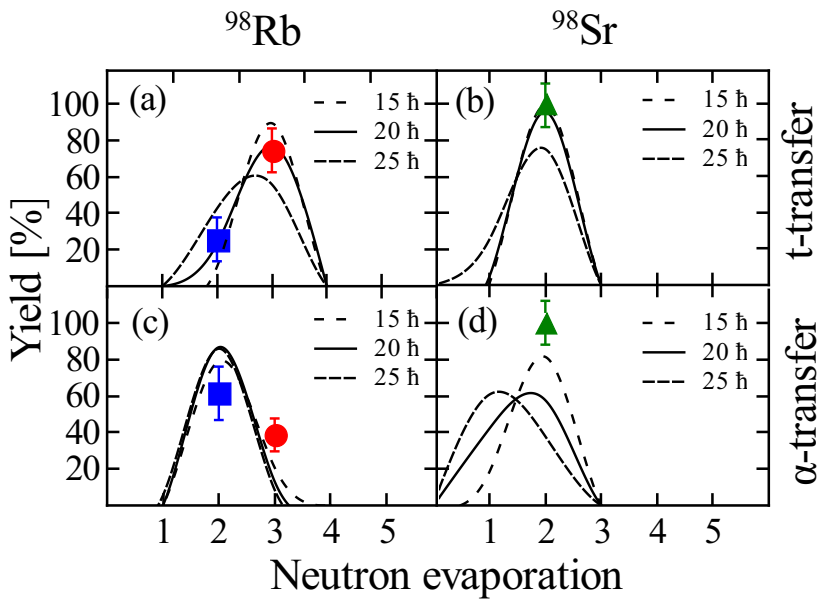 ⁹⁸Rb
⁹⁸Sr
(a)
15 ħ
20 ħ
25 ħ
(b)
15 ħ
20 ħ
25 ħ
t-transfer
100
80
60
40
20
Yield [%]
(c)
15 ħ
20 ħ
25 ħ
(d)
15 ħ
20 ħ
25 ħ
α-transfer
100
80
60
40
20
1 2 3 4 5 1 2 3 4 5
Neutron evaporation